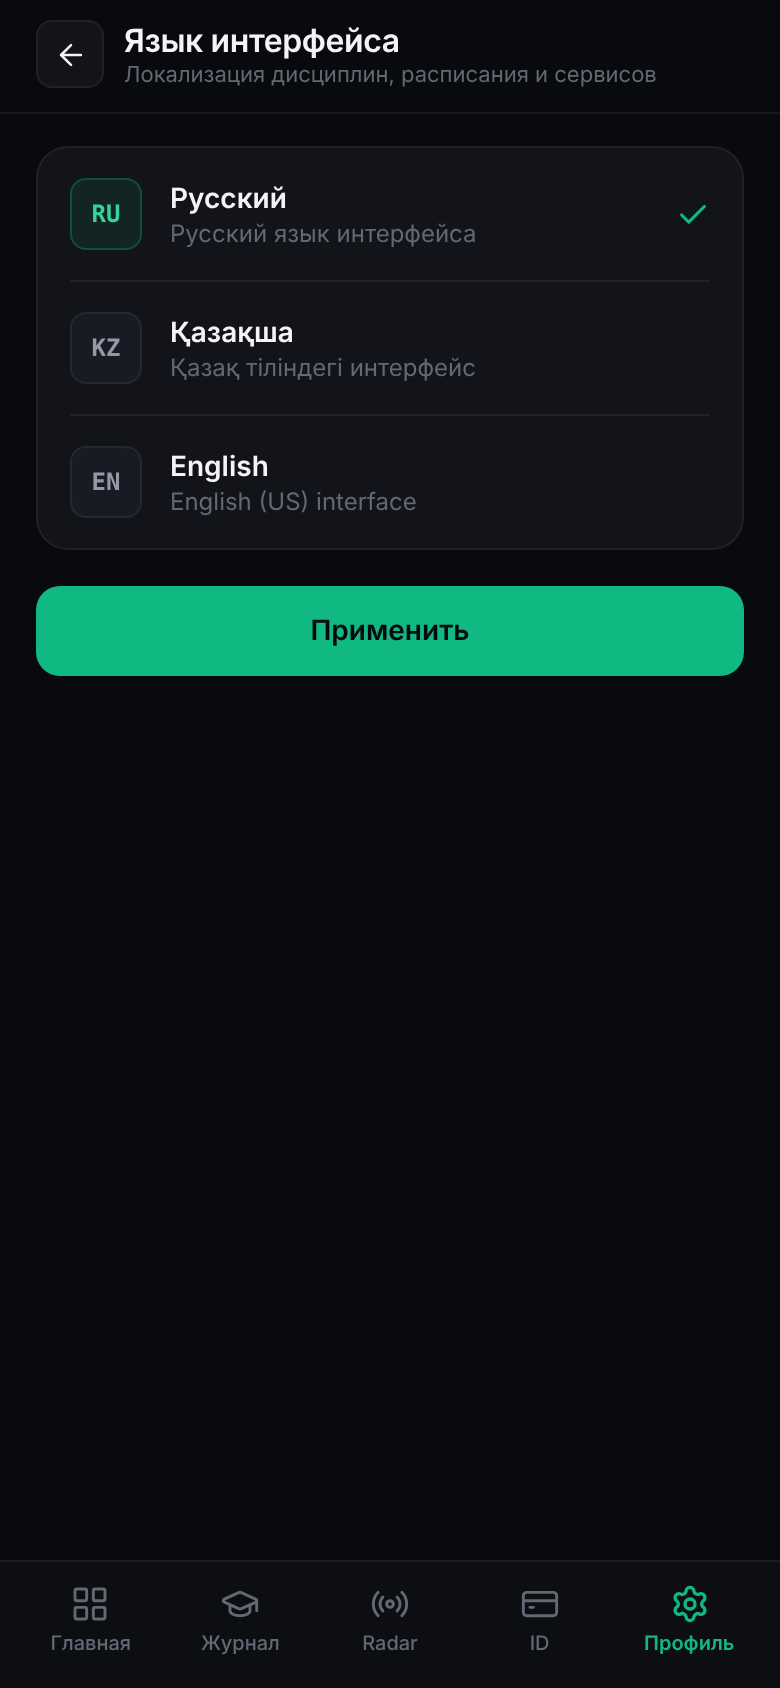 Язык интерфейса
Локализация дисциплин, расписания и сервисов
RU
Русский
Русский язык интерфейса
KZ
Қазақша
Қазақ тіліндегі интерфейс
EN
English
English (US) interface
Применить
Главная
Журнал
Radar
ID
Профиль